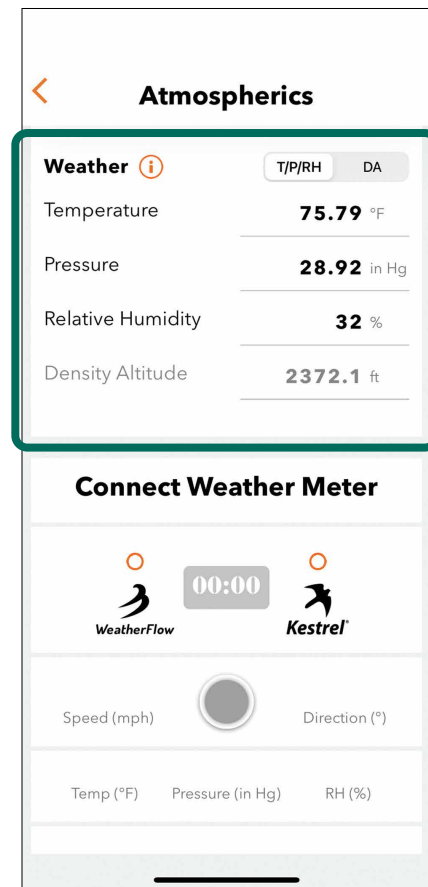 Atmospherics
Weather T/P/RH DA
Temperature 75.79 °F
Pressure 28.92 in Hg
Relative Humidity 32 %
Density Altitude 2372.1 ft
Connect Weather Meter
00:00
WeatherFlow Kestrel®
Speed (mph) Direction (°)
Temp (°F) Pressure (in Hg) RH (%)